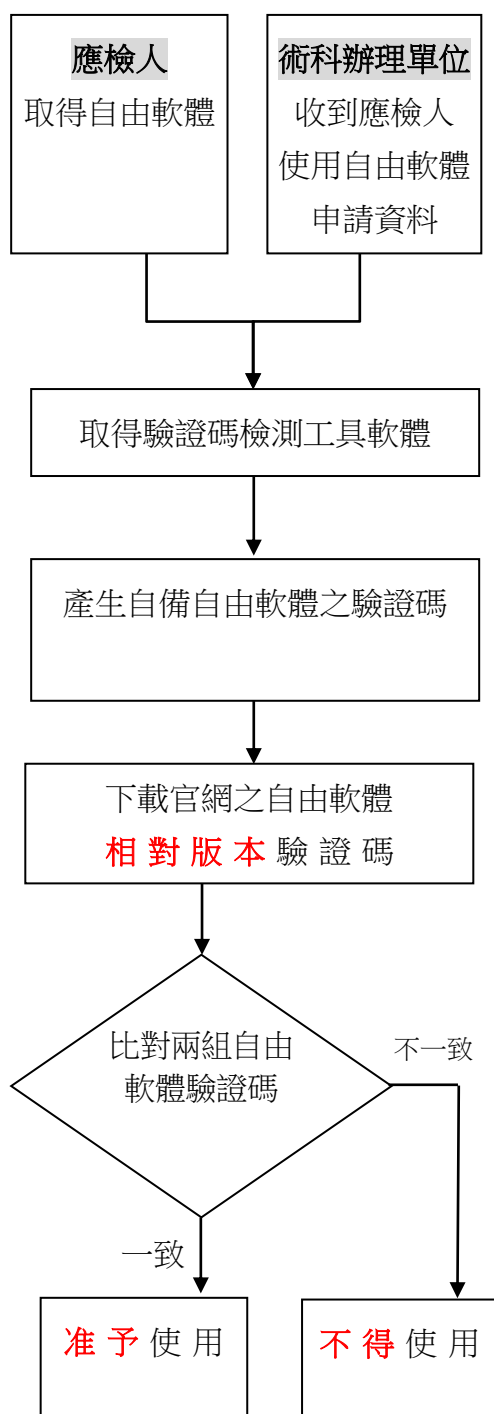 應檢人
取得自由軟體
術科辦理單位
收到應檢人
使用自由軟體
申請資料
取得驗證碼檢測工具軟體
產生自備自由軟體之驗證碼
下載官網之自由軟體
相對版本驗證碼
比對兩組自由
軟體驗證碼
不一致
一致
准予使用
不得使用